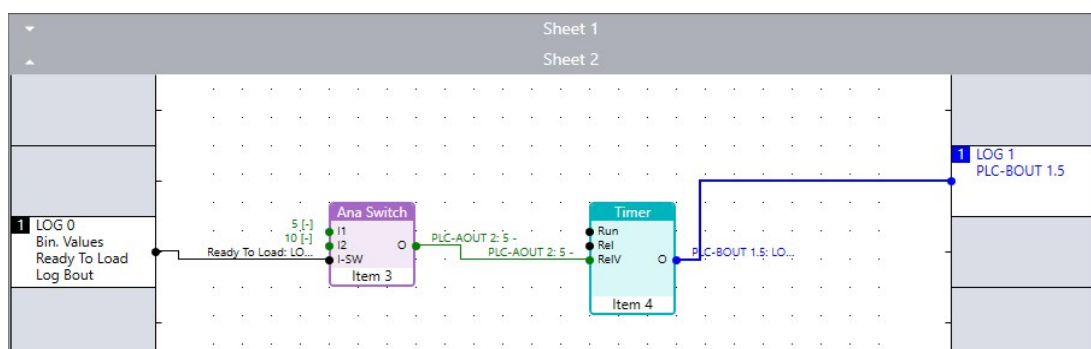 Sheet 1
Sheet 2
1 LOG 1
PLC-BOUT 1.5
1 LOG 0
Bin. Values
Ready To Load
Log Bout
5 [-]
10 [-]
Ready To Load: LO...
Ana Switch
I1
I2
O
I-SW
Item 3
PLC-AOUT 2: 5 -
PLC-AOUT 2: 5 -
Timer
Run
Rel
RelV
O
Item 4
PLC-BOUT 1.5: LO...